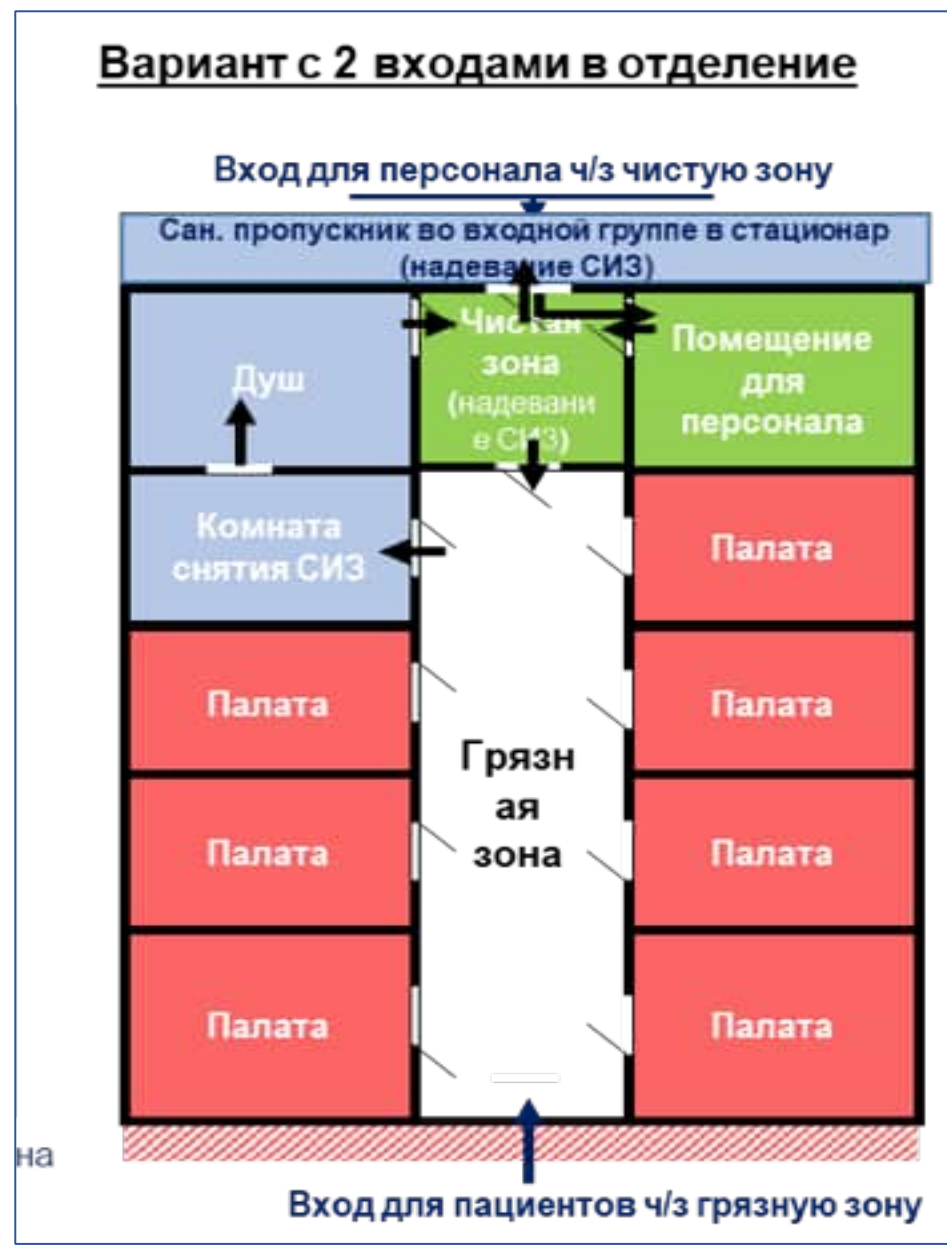 Вариант с 2 входами в отделение
Вход для персонала ч/з чистую зону
Сан. пропускник во входной группе в стационар
(надевание СИЗ)
Душ
Чистая
зона
(надевани
е СИЗ)
Помещение
для
персонала
Комната
снятия СИЗ
Палата
Палата
Палата
Грязн
ая
зона
Палата
Палата
Палата
Палата
на
Вход для пациентов ч/з грязную зону